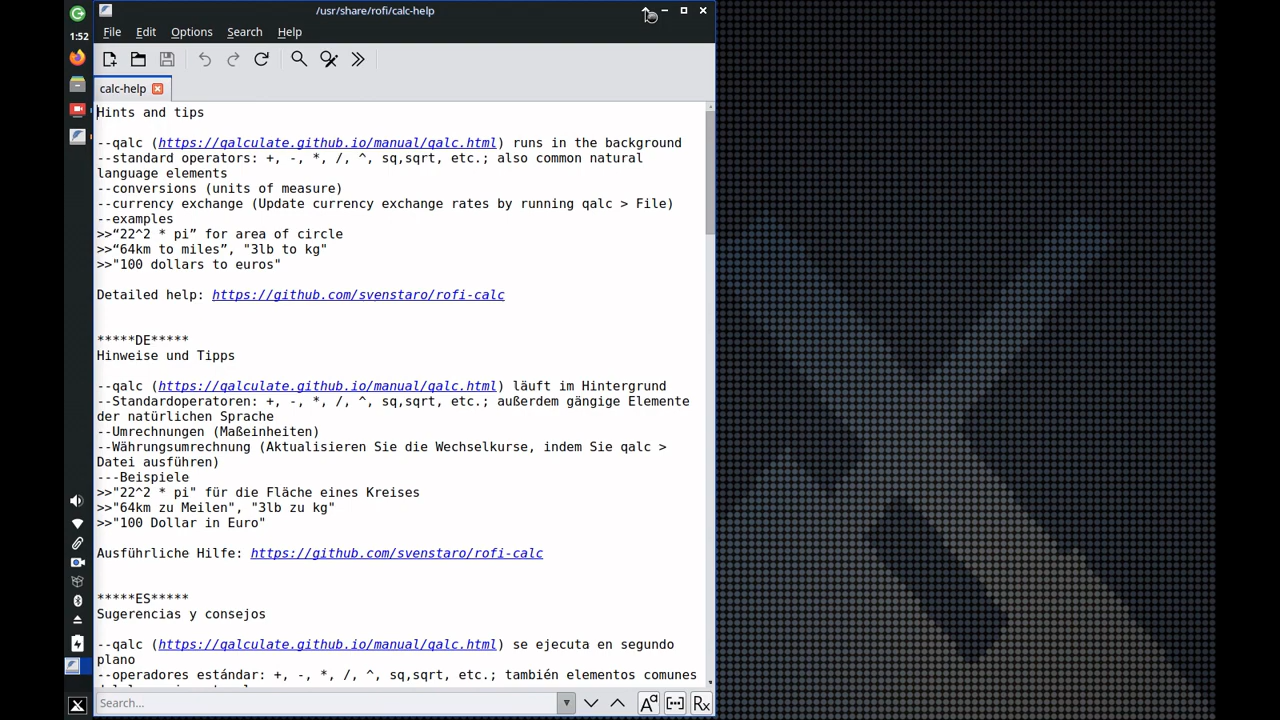 /usr/share/rofi/calc-help
1:52
File Edit Options Search Help
calc-help
Hints and tips
--qalc (https://qalculate.github.io/manual/qalc.html) runs in the background
--standard operators: +, -, *, /, ^, sq,sqrt, etc.; also common natural
language elements
--conversions (units of measure)
--currency exchange (Update currency exchange rates by running qalc > File)
--examples
>>“22^2 * pi” for area of circle
>>“64km to miles”, "3lb to kg"
>>"100 dollars to euros"
Detailed help: https://github.com/svenstaro/rofi-calc
*****DE*****
Hinweise und Tipps
--qalc (https://qalculate.github.io/manual/qalc.html) läuft im Hintergrund
--Standardoperatoren: +, -, *, /, ^, sq,sqrt, etc.; außerdem gängige Elemente
der natürlichen Sprache
--Umrechnungen (Maßeinheiten)
--Währungsumrechnung (Aktualisieren Sie die Wechselkurse, indem Sie qalc >
Datei ausführen)
---Beispiele
>>"22^2 * pi" für die Fläche eines Kreises
>>"64km zu Meilen", "3lb zu kg"
>>"100 Dollar in Euro"
Ausführliche Hilfe: https://github.com/svenstaro/rofi-calc
*****ES*****
Sugerencias y consejos
--qalc (https://qalculate.github.io/manual/qalc.html) se ejecuta en segundo
plano
--operadores estándar: +, -, *, /, ^, sq,sqrt, etc.; también elementos comunes
Search...